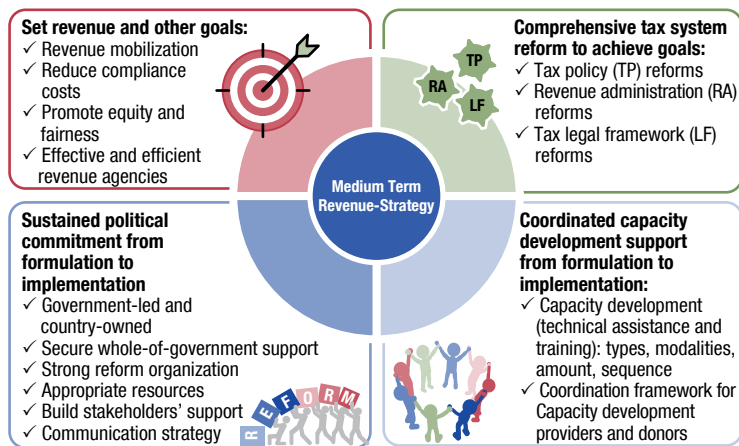 Set revenue and other goals:
✓ Revenue mobilization
✓ Reduce compliance
costs
✓ Promote equity and
fairness
✓ Effective and efficient
revenue agencies
Comprehensive tax system
reform to achieve goals:
✓ Tax policy (TP) reforms
✓ Revenue administration (RA)
reforms
✓ Tax legal framework (LF)
reforms
TP
RA
LF
Medium Term
Revenue-Strategy
Sustained political
commitment from
formulation to
implementation
✓ Government-led and
country-owned
✓ Secure whole-of-government support
✓ Strong reform organization
✓ Appropriate resources
✓ Build stakeholders' support
✓ Communication strategy
REFORM
Coordinated capacity
development support
from formulation to
implementation:
✓ Capacity development
(technical assistance and
training): types, modalities,
amount, sequence
✓ Coordination framework for
Capacity development
providers and donors